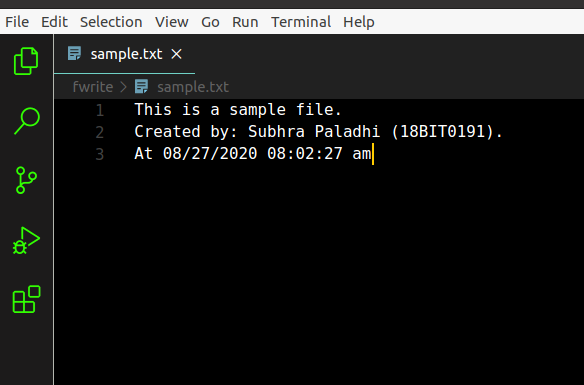 File Edit Selection View Go Run Terminal Help
sample.txt
fwrite > sample.txt
1 This is a sample file.
2 Created by: Subhra Paladhi (18BIT0191).
3 At 08/27/2020 08:02:27 am